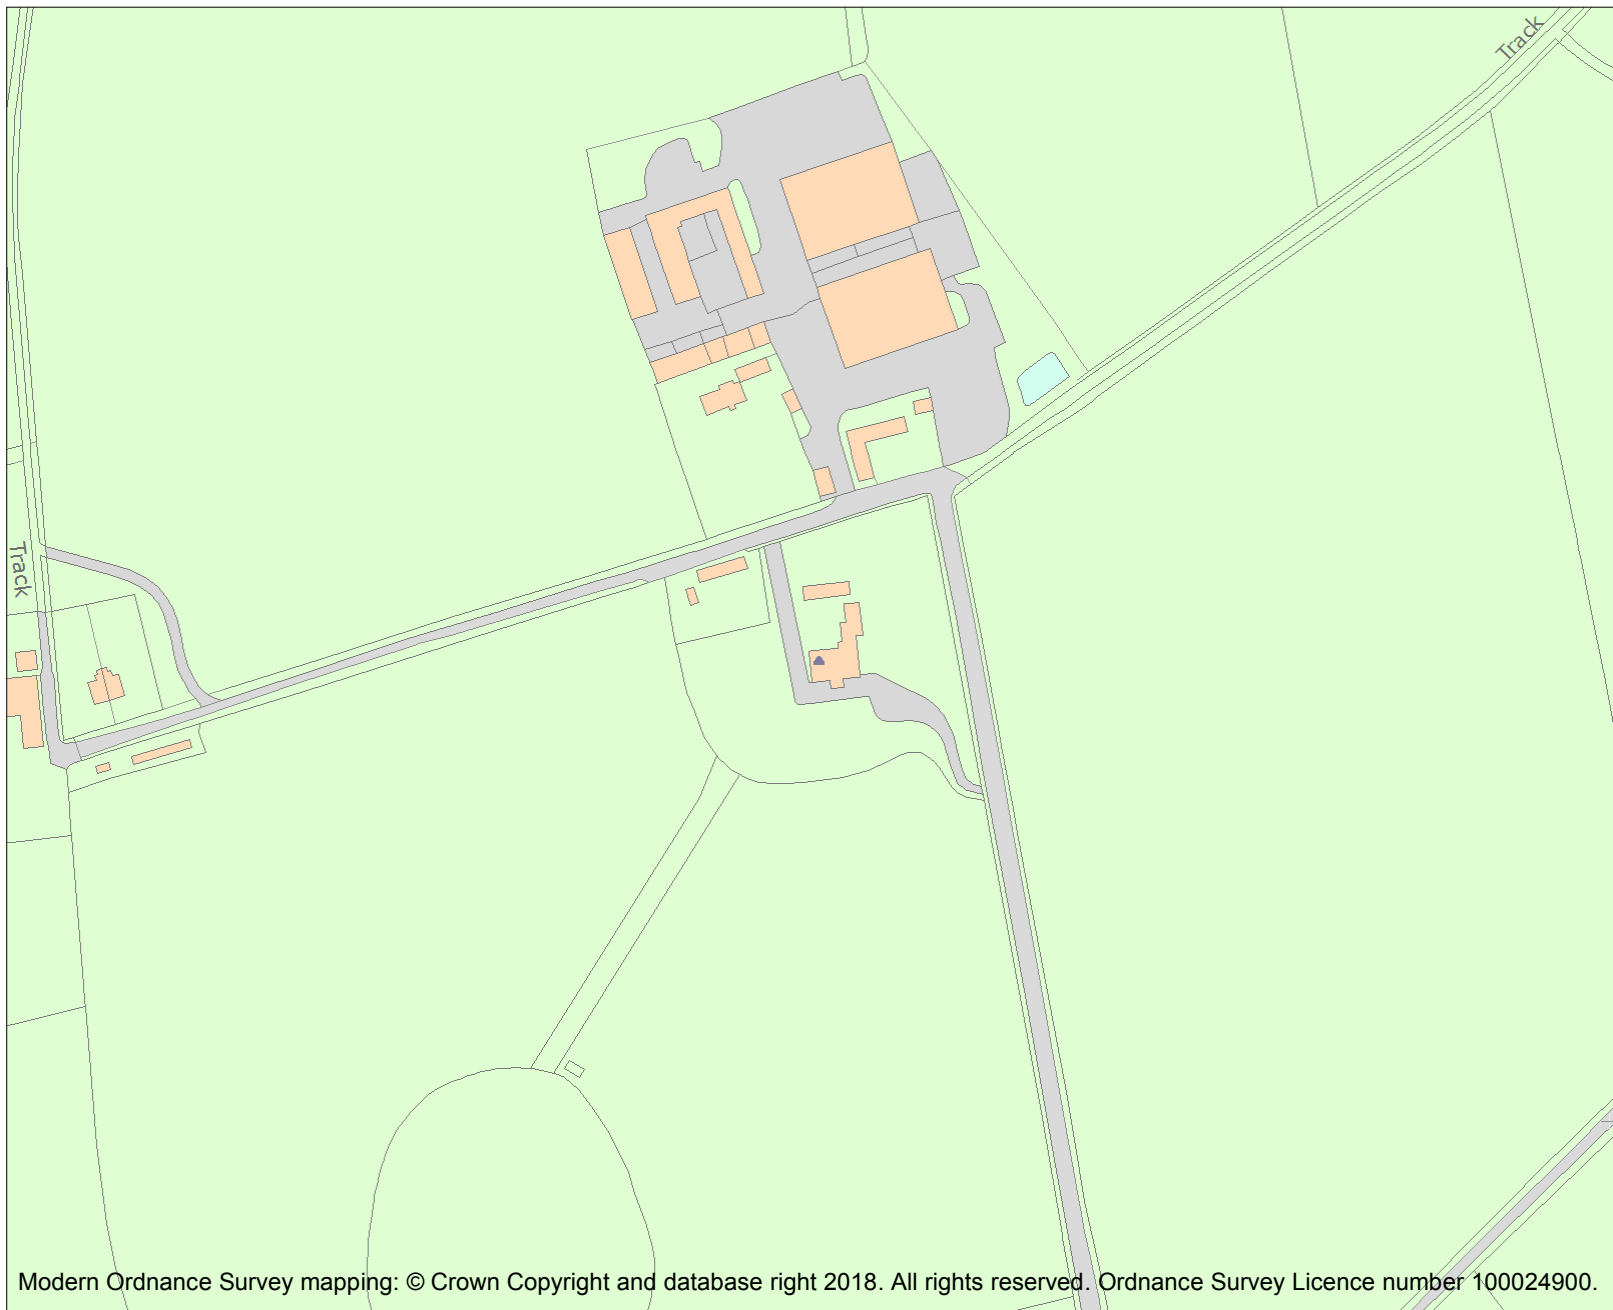 Track
Track
Modern Ordnance Survey mapping: © Crown Copyright and database right 2018. All rights reserved. Ordnance Survey Licence number 100024900.